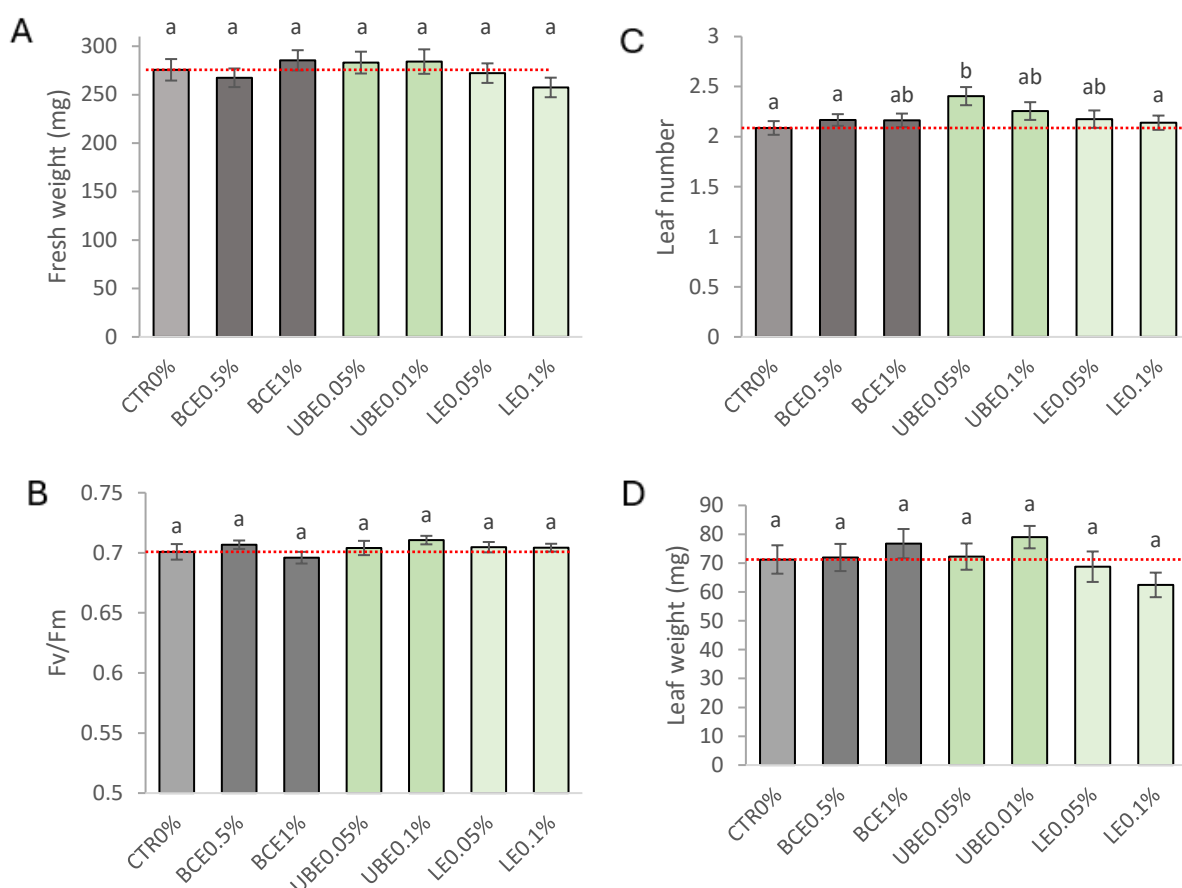 A
a a a a a a a
300
250
200
150
100
50
0
Fresh weight (mg)
CTR0% BCE0.5% BCE1% UBE0.05% UBE0.01% LE0.05% LE0.1%
C
a a ab b ab ab a
3
2.5
2
1.5
1
0.5
0
Leaf number
CTR0% BCE0.5% BCE1% UBE0.05% UBE0.1% LE0.05% LE0.1%
B
a a a a a a a
0.75
0.7
0.65
0.6
0.55
0.5
Fv/Fm
CTR0% BCE0.5% BCE1% UBE0.05% UBE0.1% LE0.05% LE0.1%
D
a a a a a a a
90
80
70
60
50
40
30
20
10
0
Leaf weight (mg)
CTR0% BCE0.5% BCE1% UBE0.05% UBE0.01% LE0.05% LE0.1%